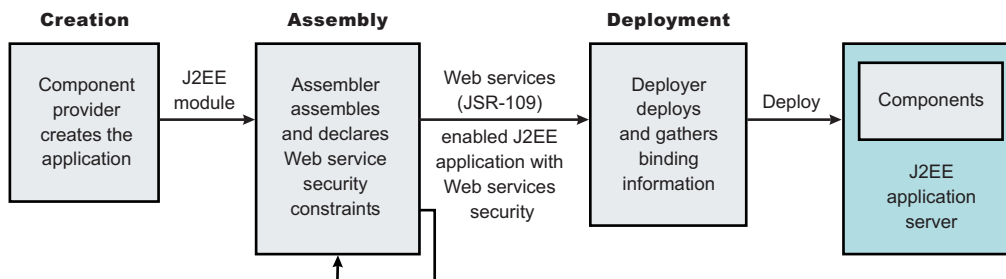 Creation
Assembly
Deployment
Component
provider
creates the
application
J2EE
module
Assembler
assembles
and declares
Web service
security
constraints
Web services
(JSR-109)
enabled J2EE
application with
Web services
security
Deployer
deploys
and gathers
binding
information
Deploy
Components
J2EE
application
server